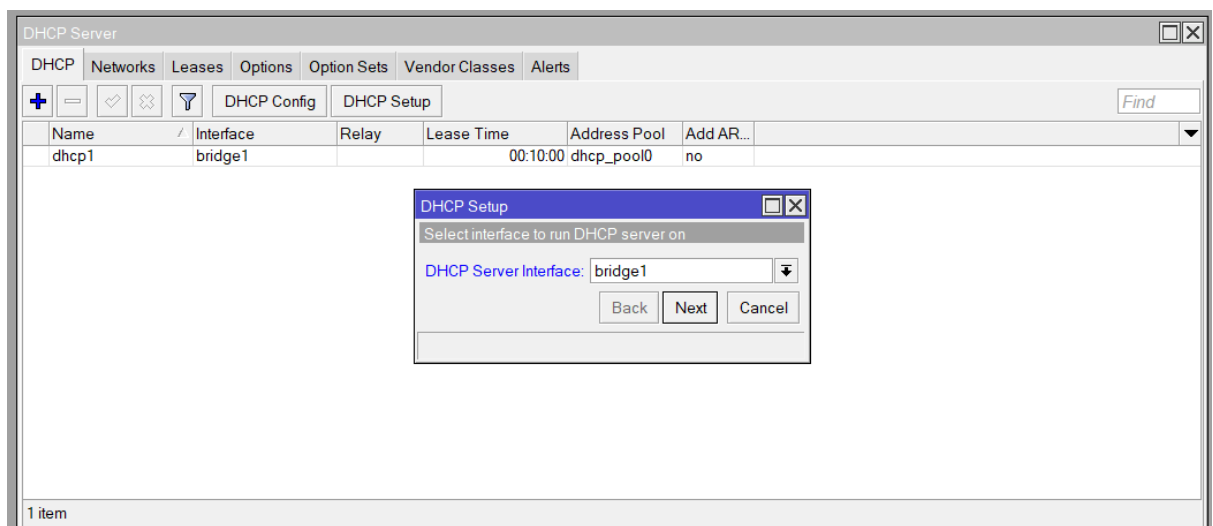 DHCP Server
DHCP Networks Leases Options Option Sets Vendor Classes Alerts
DHCP Config DHCP Setup Find
Name Interface Relay Lease Time Address Pool Add AR...
dhcp1 bridge1 00:10:00 dhcp_pool0 no
DHCP Setup
Select interface to run DHCP server on
DHCP Server Interface: bridge1
Back Next Cancel
1 item